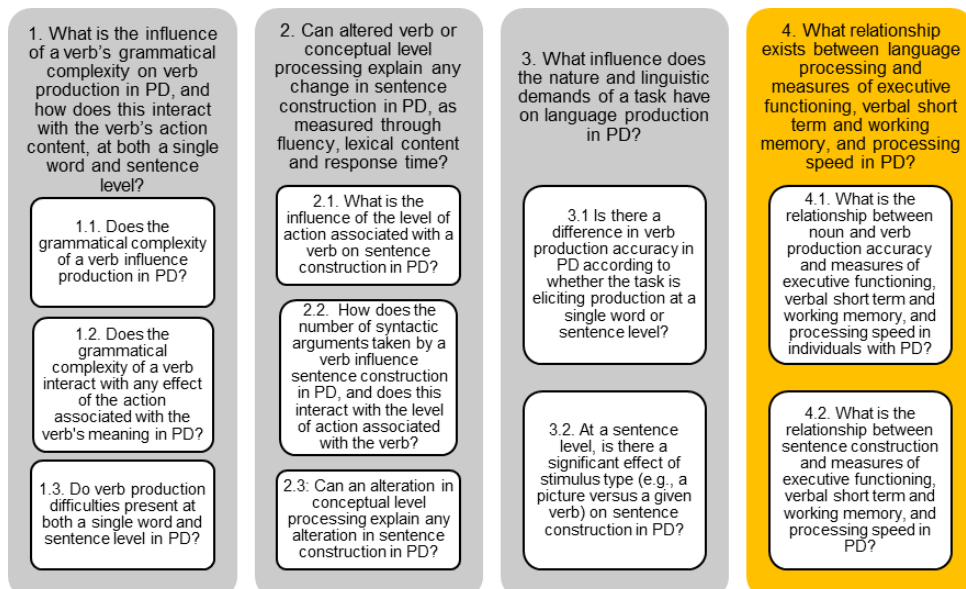 1. What is the influence
of a verb's grammatical
complexity on verb
production in PD, and
how does this interact
with the verb's action
content, at both a single
word and sentence
level?
1.1. Does the
grammatical complexity
of a verb influence
production in PD?
1.2. Does the
grammatical
complexity of a verb
interact with any effect
of the action
associated with the
verb's meaning in PD?
1.3. Do verb production
difficulties present at
both a single word and
sentence level in PD?
2. Can altered verb or
conceptual level
processing explain any
change in sentence
construction in PD, as
measured through
fluency, lexical content
and response time?
2.1. What is the
influence of the level of
action associated with a
verb on sentence
construction in PD?
2.2. How does the
number of syntactic
arguments taken by a
verb influence
sentence construction
in PD, and does this
interact with the level
of action associated
with the verb?
2.3: Can an alteration in
conceptual level
processing explain any
alteration in sentence
construction in PD?
3. What influence does
the nature and linguistic
demands of a task have
on language production
in PD?
3.1 Is there a
difference in verb
production accuracy in
PD according to
whether the task is
eliciting production at a
single word or
sentence level?
3.2. At a sentence
level, is there a
significant effect of
stimulus type (e.g., a
picture versus a given
verb) on sentence
construction in PD?
4. What relationship
exists between language
processing and
measures of executive
functioning, verbal short
term and working
memory, and processing
speed in PD?
4.1. What is the
relationship between
noun and verb
production accuracy
and measures of
executive functioning,
verbal short term and
working memory, and
processing speed in
individuals with PD?
4.2. What is the
relationship between
sentence construction
and measures of
executive functioning,
verbal short term and
working memory, and
processing speed in
PD?